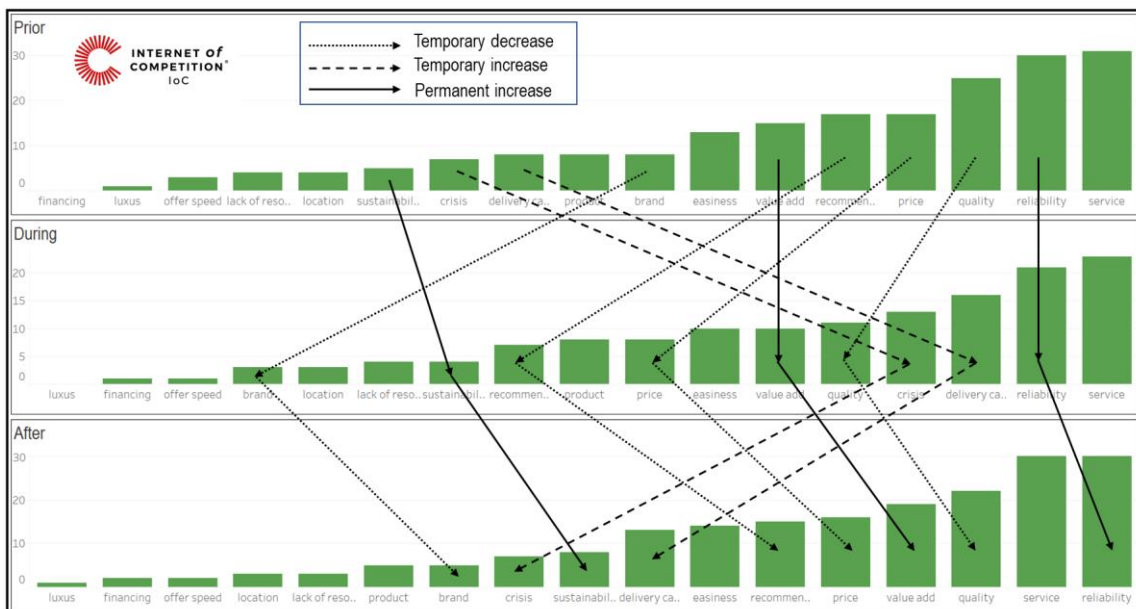 Prior
INTERNET of
COMPETITION®
IoC
Temporary decrease
Temporary increase
Permanent increase
30
20
10
0
financing luxus offer speed lack of reso.. location sustainabil.. crisis delivery ca.. product brand easiness value add recommen.. price quality reliability service
During
20
15
10
5
0
luxus financing offer speed brand location lack of reso.. sustainabil.. recommen.. product price easiness value add quality crisis delivery ca.. reliability service
After
30
20
10
0
luxus financing offer speed location lack of reso.. product brand crisis sustainabil.. delivery ca.. easiness recommen.. price value add quality service reliability